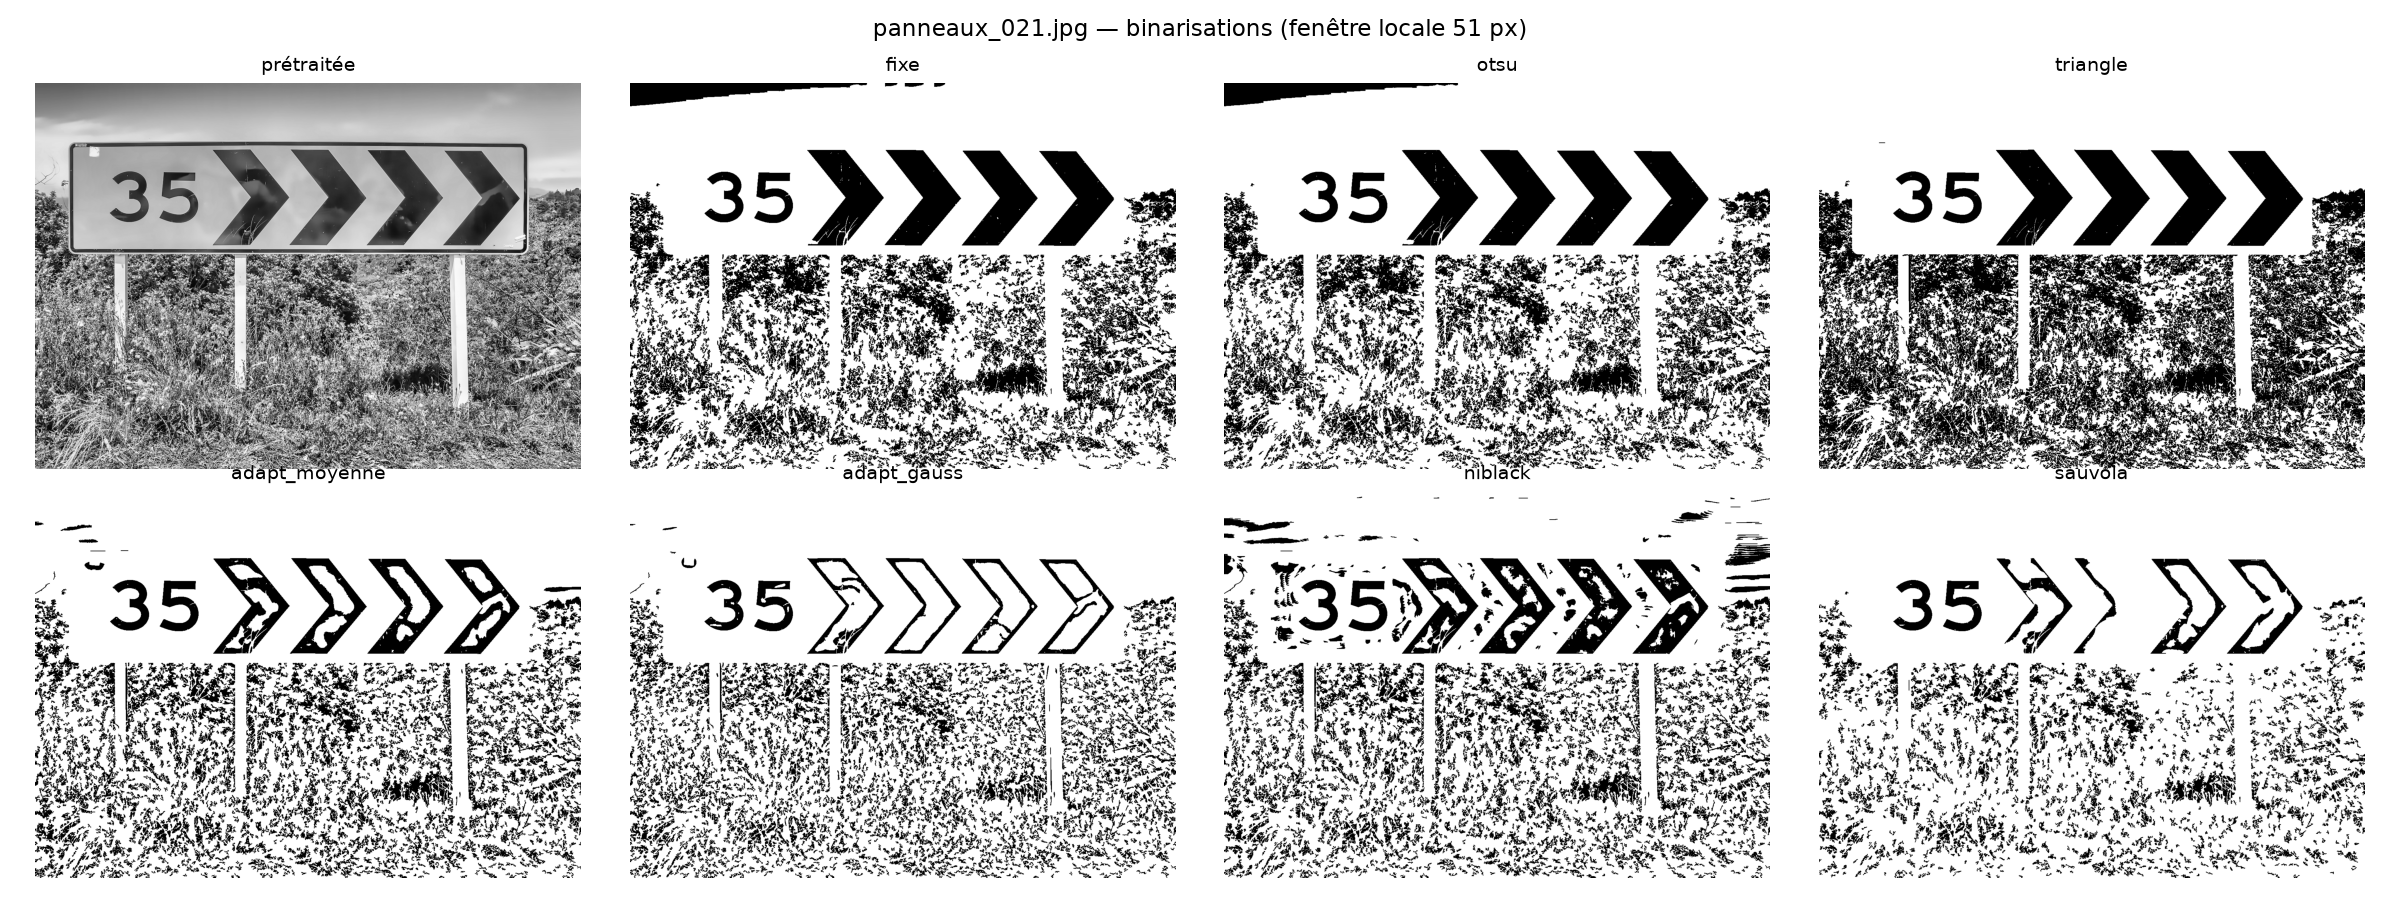 panneaux_021.jpg — binarisations (fenêtre locale 51 px)
prétraitée fixe otsu triangle
35 35 35 35
adapt_moyenne adapt_gauss niblack sauvola
35 35 35 35